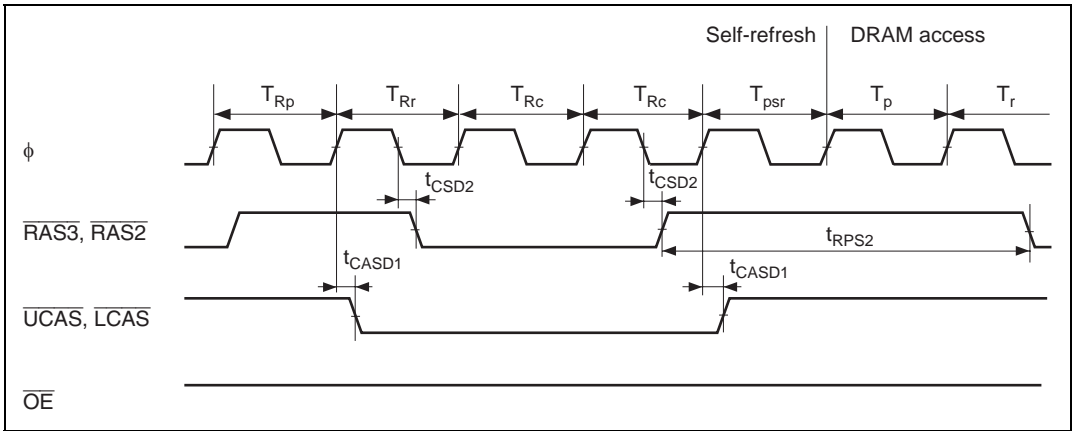 Self-refresh DRAM access
TRp TRr TRc TRc Tpsr Tp Tr
ϕ
tCSD2 tCSD2
RAS3, RAS2
tRPS2
tCASD1 tCASD1
UCAS, LCAS
OE